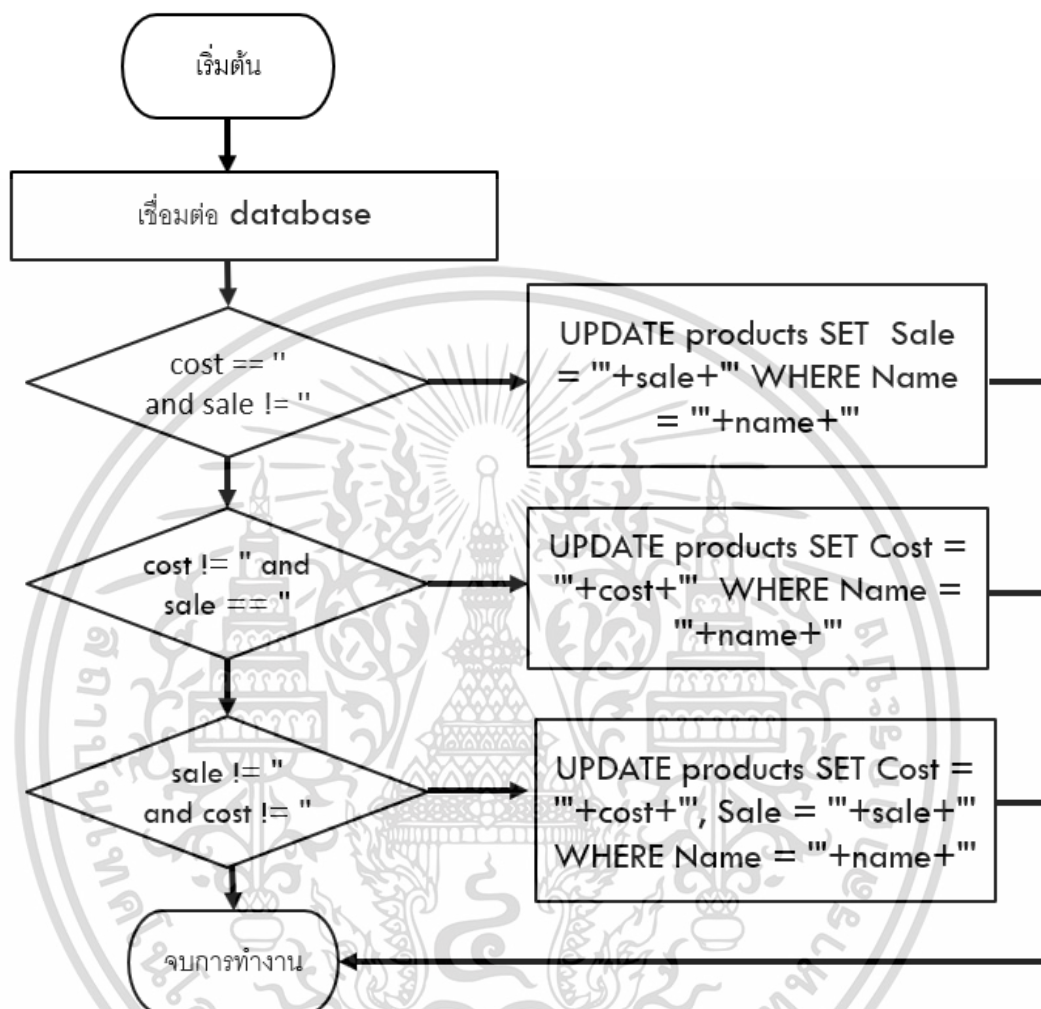 เริ่มต้น
เชื่อมต่อ database
cost == ''
and sale != ''
UPDATE products SET Sale
= '"+sale+"' WHERE Name
= '"+name+"'
cost != '' and
sale == ''
UPDATE products SET Cost =
'"+cost+"' WHERE Name =
'"+name+"'
sale != ''
and cost != ''
UPDATE products SET Cost =
'"+cost+"', Sale = '"+sale+"'
WHERE Name = '"+name+"'
จบการทำงาน